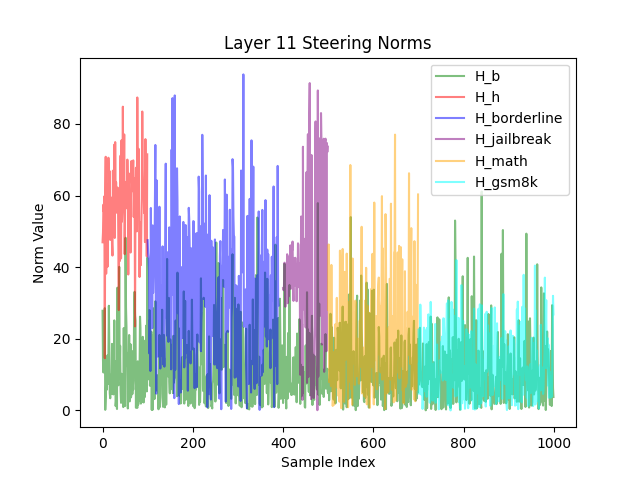 Layer 11 Steering Norms
H_b
H_h
H_borderline
H_jailbreak
H_math
H_gsm8k
Norm Value
80
60
40
20
0
0 200 400 600 800 1000
Sample Index